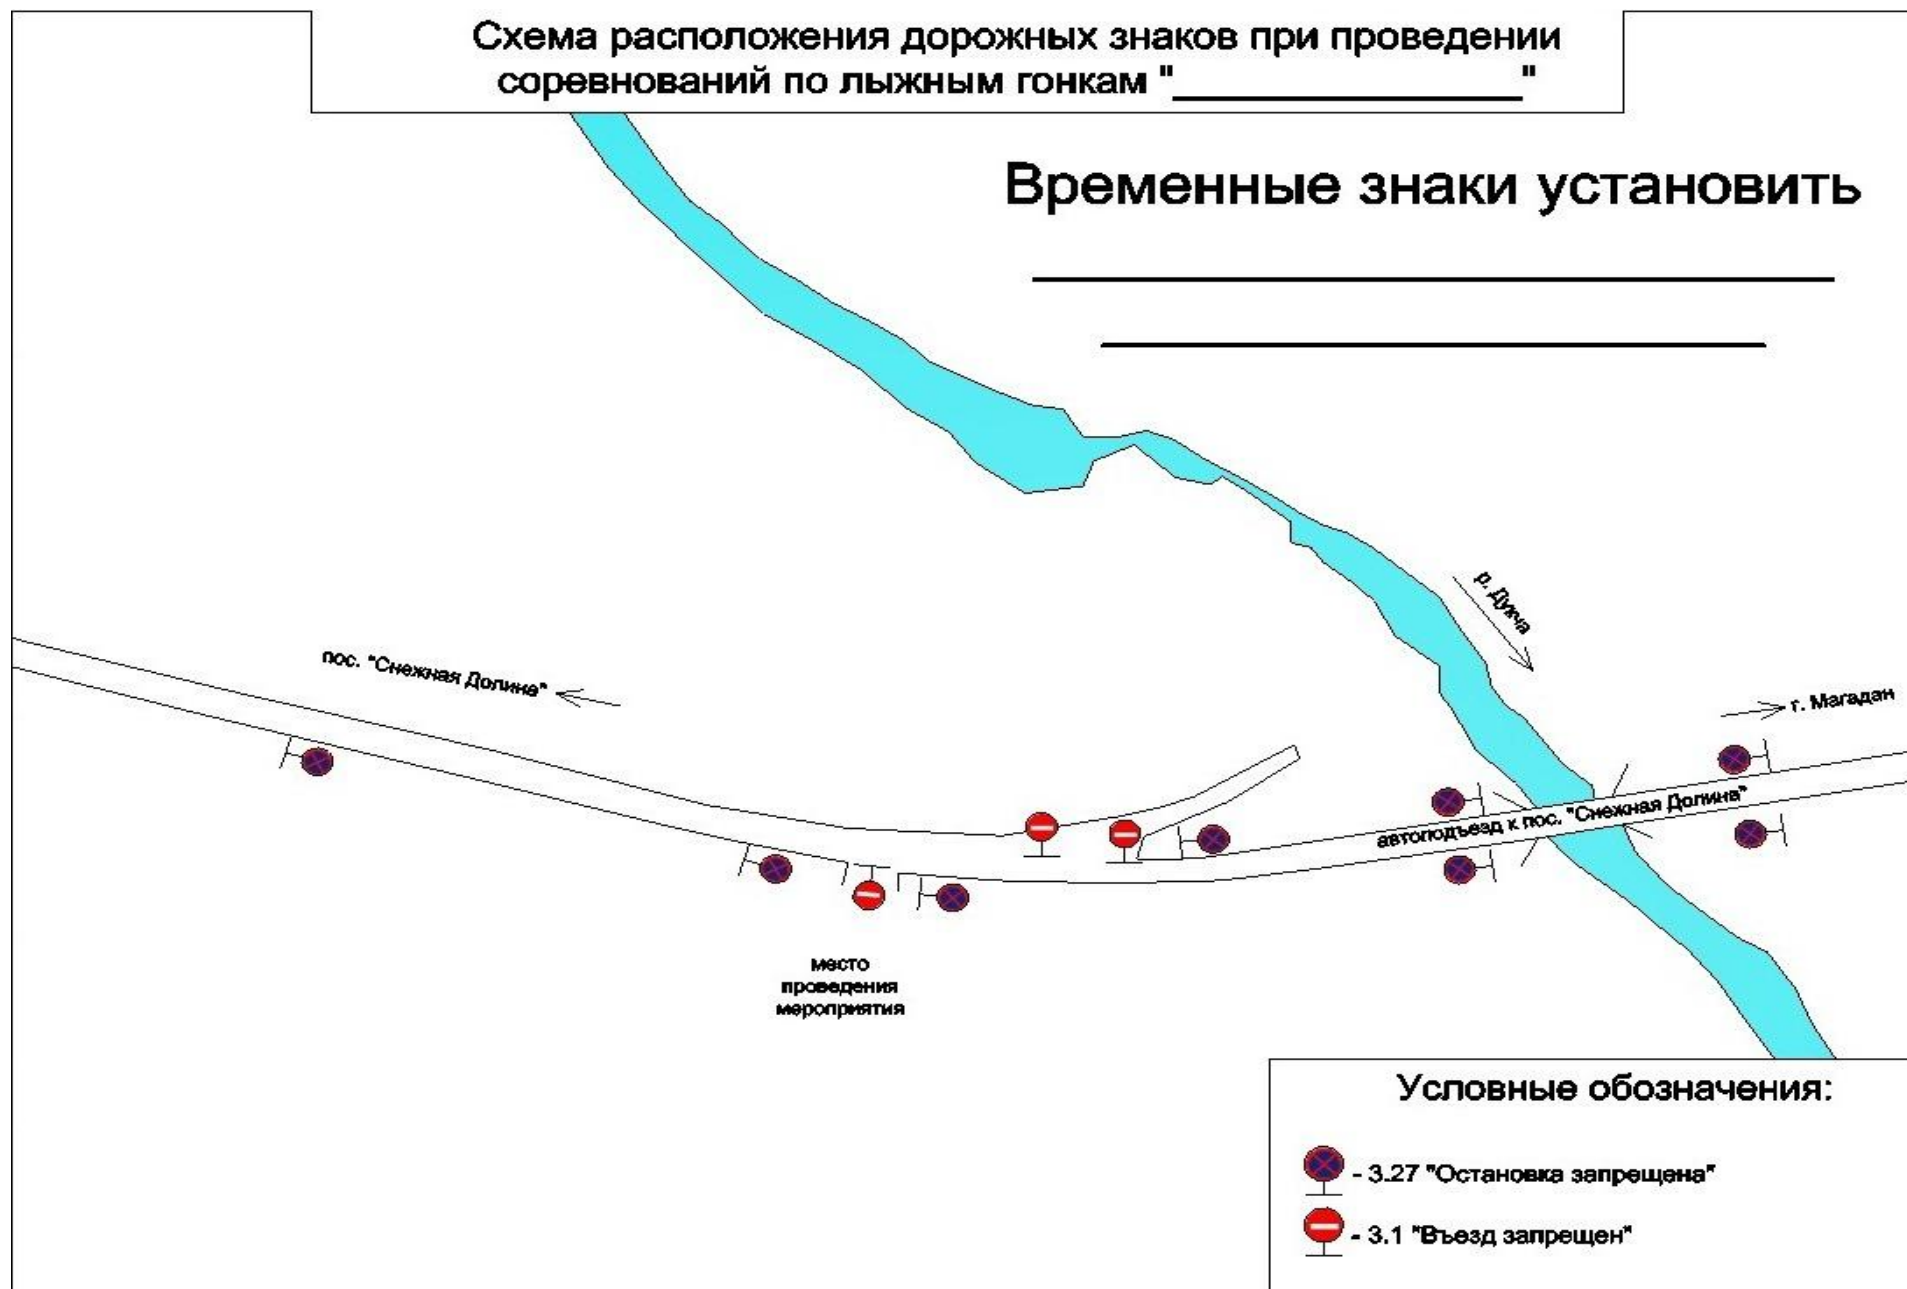 Схема расположения дорожных знаков при проведении
соревнований по лыжным гонкам "____________________"
Временные знаки установить
р. Дукча
пос. "Снежная Долина"
г. Магадан
автоподъезд к пос. "Снежная Долина"
место
проведения
мероприятия
Условные обозначения:
- 3.27 "Остановка запрещена"
- 3.1 "Въезд запрещен"